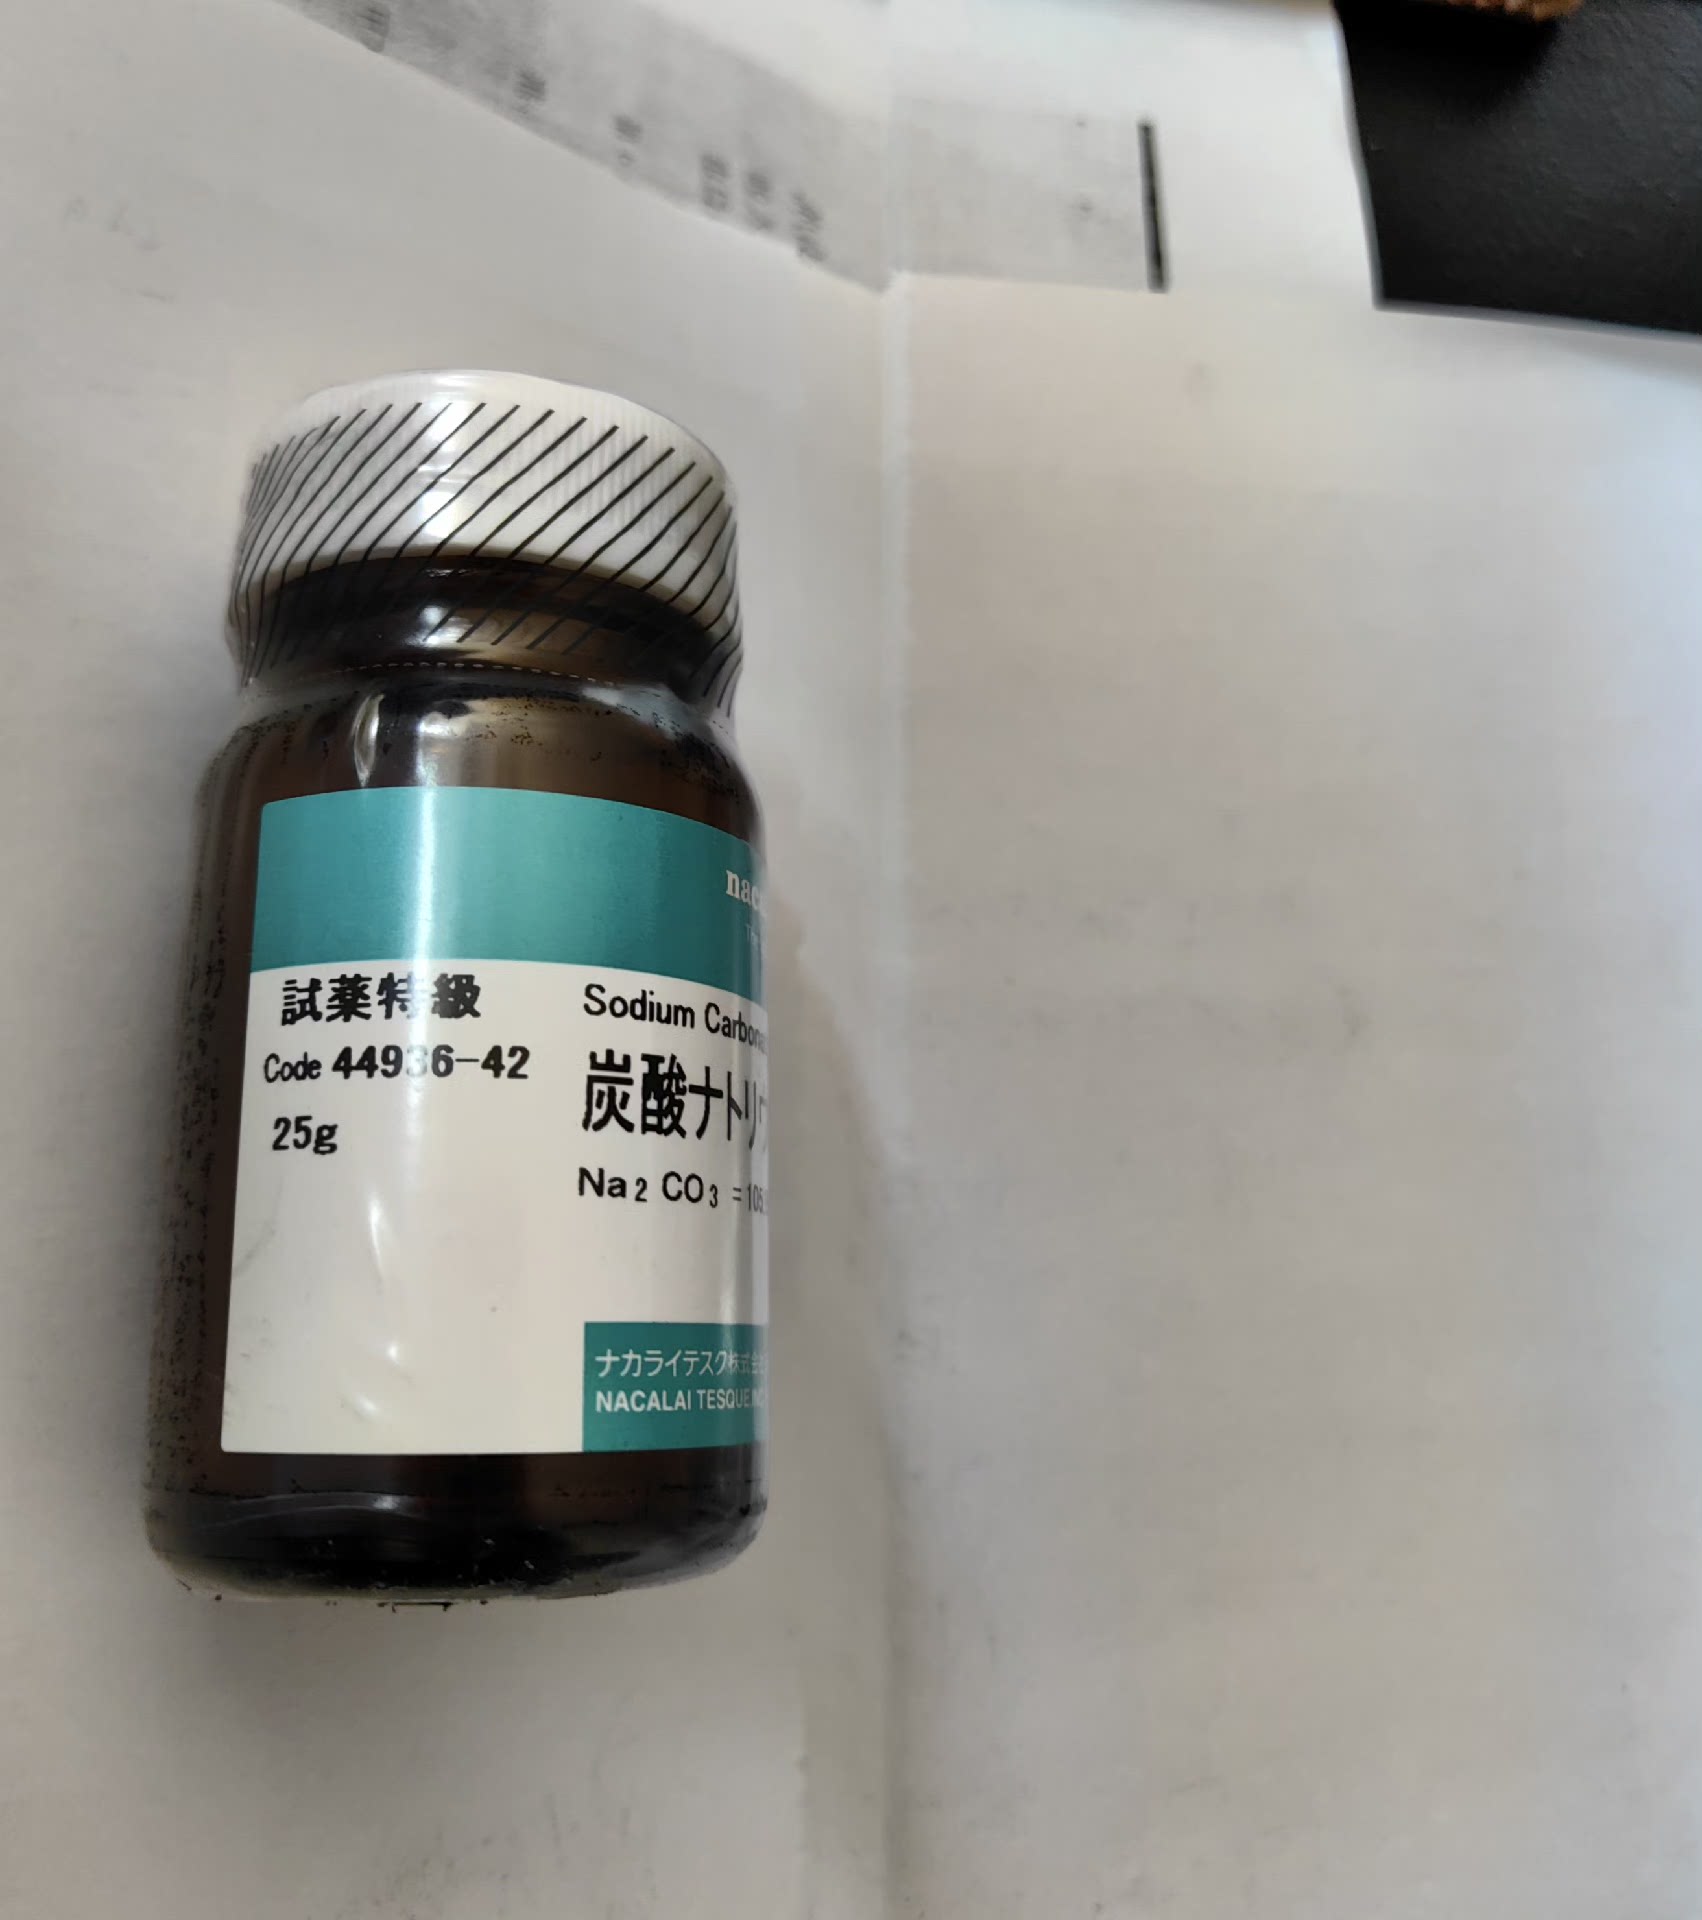 試薬特級
Code 44936-42
25g
Sodium
炭酸ナトリ
Na2 CO3 =
ナカライテスク株式会
NACALAI TESQUE,